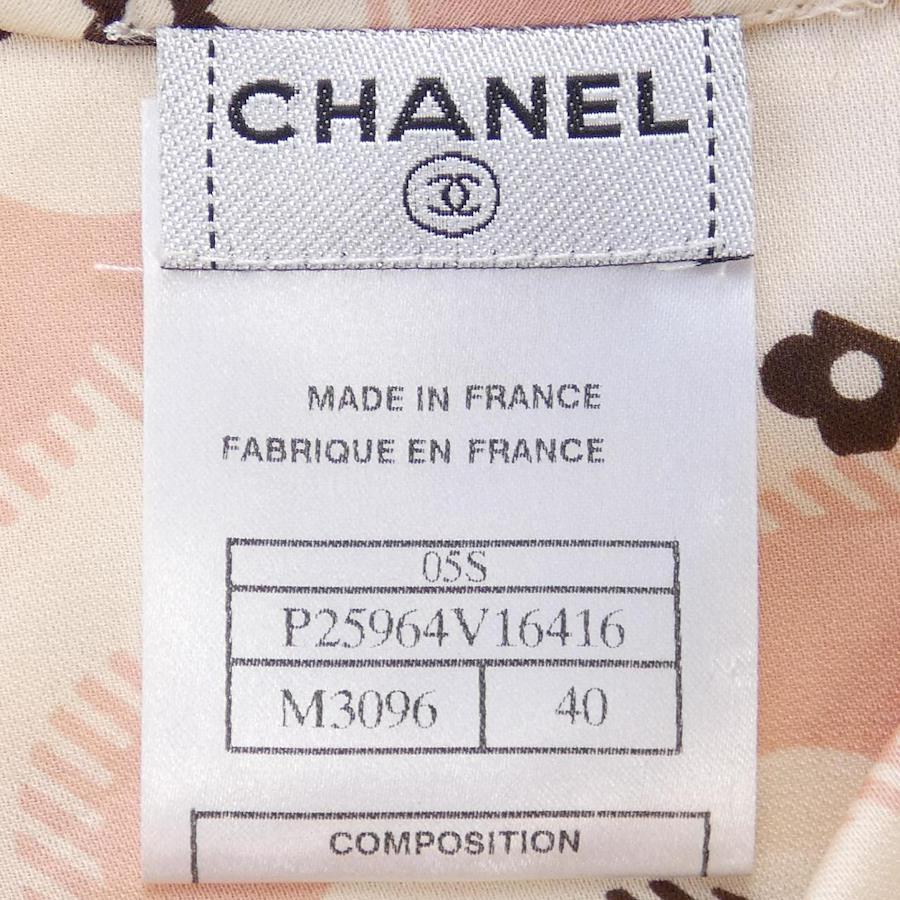 CHANEL
MADE IN FRANCE
FABRIQUE EN FRANCE
05S
P25964V16416
M3096 40
COMPOSITION